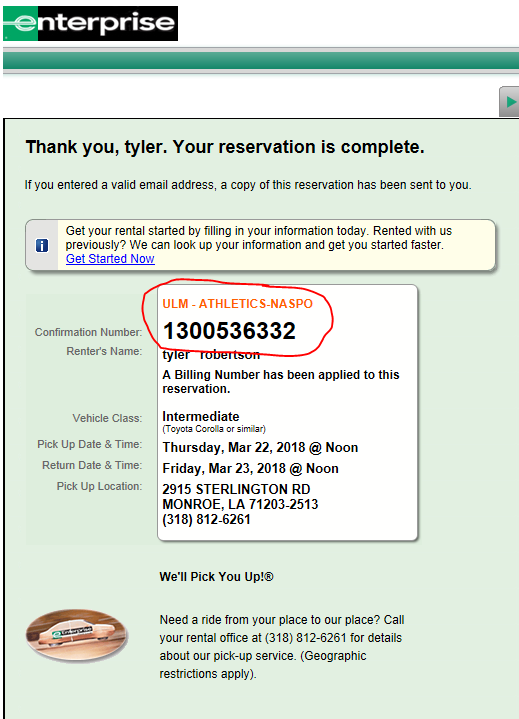 enterprise
Thank you, tyler. Your reservation is complete.
If you entered a valid email address, a copy of this reservation has been sent to you.
Get your rental started by filling in your information today. Rented with us
previously? We can look up your information and get you started faster.
Get Started Now
ULM - ATHLETICS-NASPO
Confirmation Number: 1300536332
Renter's Name: tyler robertson
A Billing Number has been applied to this
reservation.
Vehicle Class: Intermediate
(Toyota Corolla or similar)
Pick Up Date & Time: Thursday, Mar 22, 2018 @ Noon
Return Date & Time: Friday, Mar 23, 2018 @ Noon
Pick Up Location: 2915 STERLINGTON RD
MONROE, LA 71203-2513
(318) 812-6261
We'll Pick You Up!®
enterprise
Need a ride from your place to our place? Call
your rental office at (318) 812-6261 for details
about our pick-up service. (Geographic
restrictions apply).